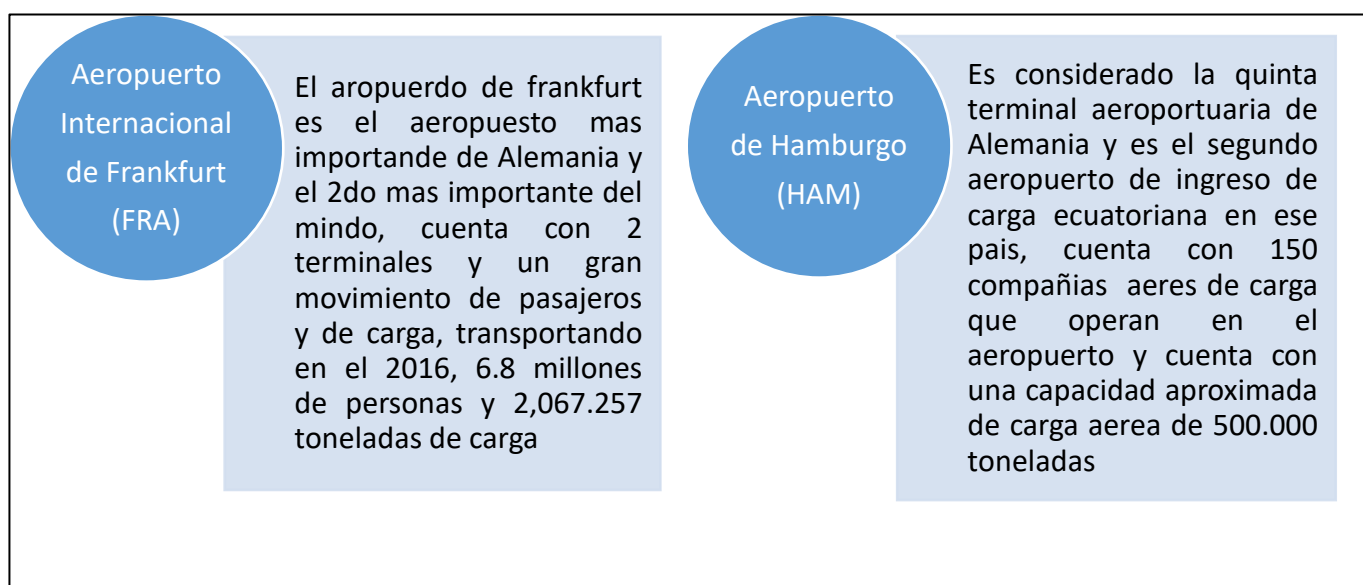 Aeropuerto
Internacional
de Frankfurt
(FRA)
El aropuerdo de frankfurt
es el aeropuesto mas
importande de Alemania y
el 2do mas importante del
mindo, cuenta con 2
terminales y un gran
movimiento de pasajeros
y de carga, transportando
en el 2016, 6.8 millones
de personas y 2,067.257
toneladas de carga
Aeropuerto
de Hamburgo
(HAM)
Es considerado la quinta
terminal aeroportuaria de
Alemania y es el segundo
aeropuerto de ingreso de
carga ecuatoriana en ese
pais, cuenta con 150
compañias aeres de carga
que operan en el
aeropuerto y cuenta con
una capacidad aproximada
de carga aerea de 500.000
toneladas